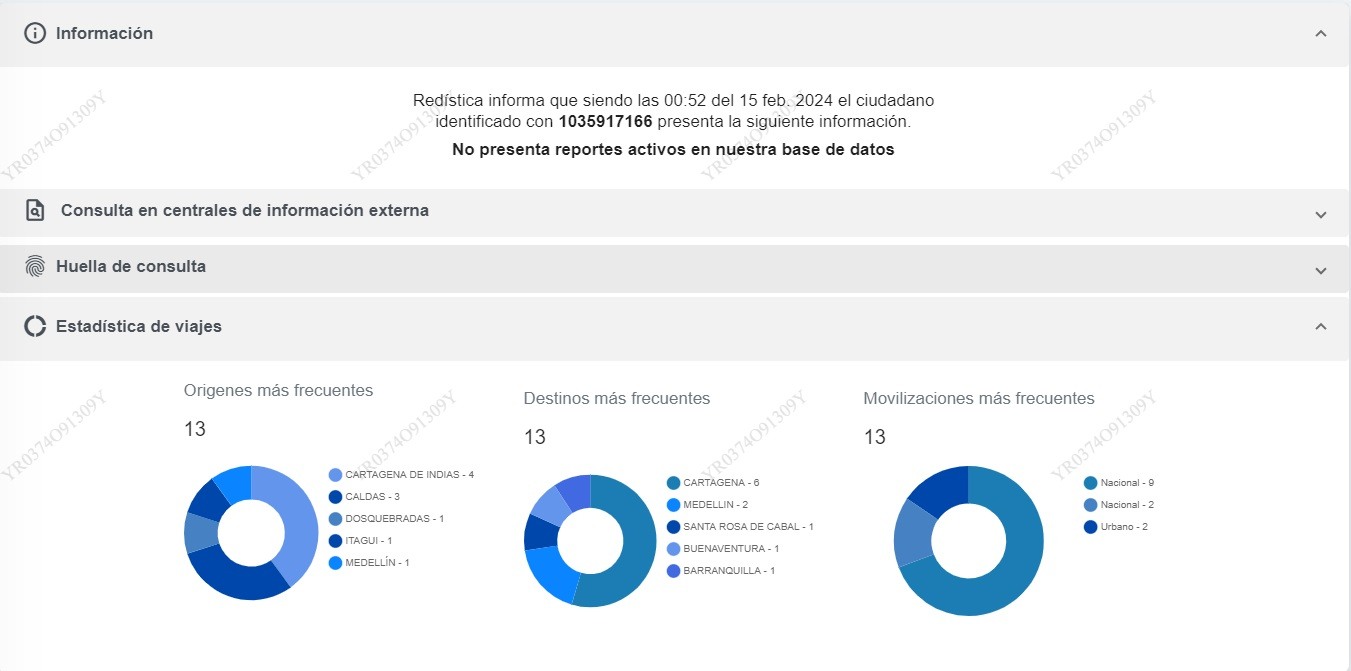 Información
Redística informa que siendo las 00:52 del 15 feb. 2024 el ciudadano
identificado con 1035917166 presenta la siguiente información.
No presenta reportes activos en nuestra base de datos
YR0374O91309Y YR0374O91309Y YR0374O91309Y YR0374O91309Y
Consulta en centrales de información externa
Huella de consulta
Estadística de viajes
Origenes más frecuentes
13
CARTAGENA DE INDIAS - 4
CALDAS - 3
DOSQUEBRADAS - 1
ITAGUI - 1
MEDELLÍN - 1
Destinos más frecuentes
13
CARTAGENA - 6
MEDELLIN - 2
SANTA ROSA DE CABAL - 1
BUENAVENTURA - 1
BARRANQUILLA - 1
Movilizaciones más frecuentes
13
Nacional - 9
Nacional - 2
Urbano - 2
YR0374O91309Y YR0374O91309Y YR0374O91309Y YR0374O91309Y